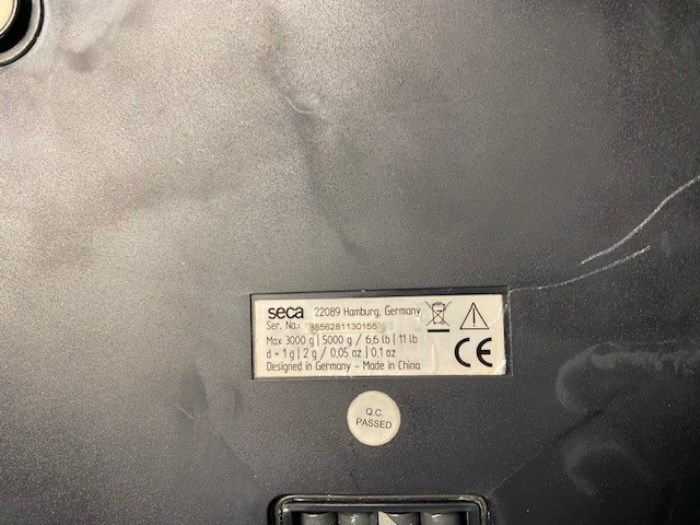 seca 22089 Hamburg, Germany
Ser. No.: 8856281130155
Max 3000 g | 5000 g / 6,6 lb | 11 lb
d = 1 g | 2 g / 0,05 oz | 0,1 oz
Designed in Germany - Made in China
CE
Q.C.
PASSED